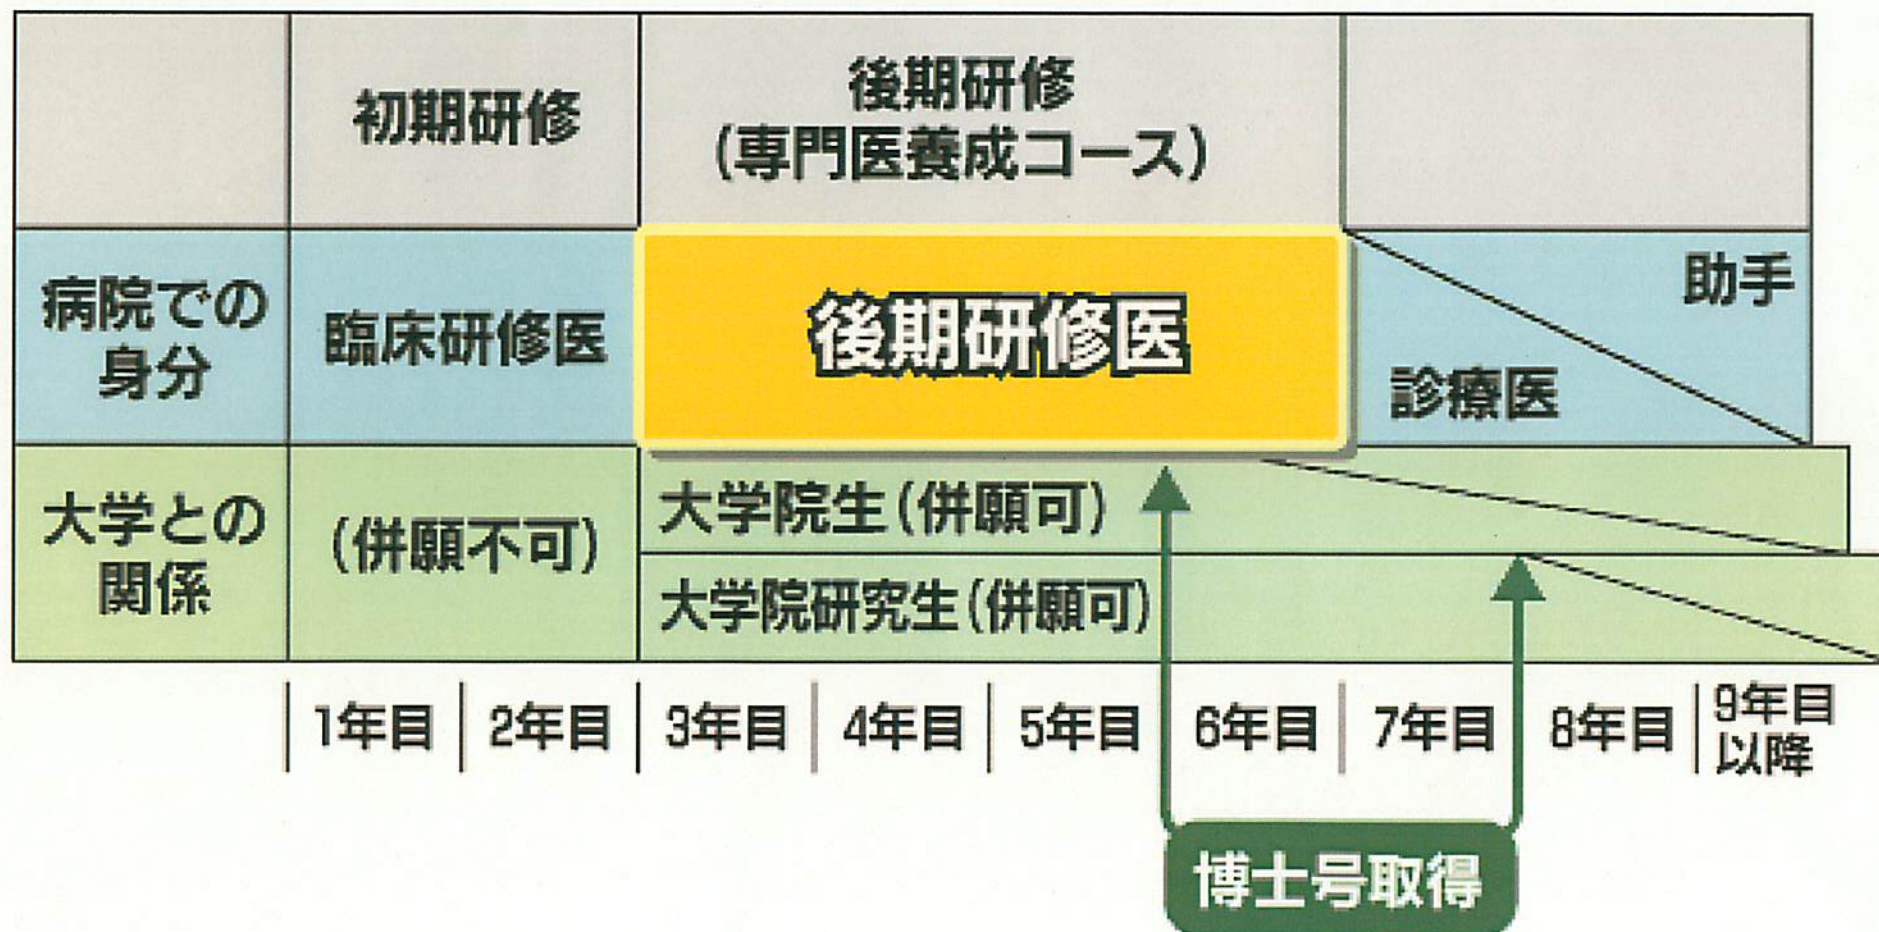 初期研修
後期研修
(専門医養成コース)
病院での
身分
臨床研修医
後期研修医
助手
診療医
大学との
関係
(併願不可)
大学院生(併願可)
大学院研究生(併願可)
1年目
2年目
3年目
4年目
5年目
6年目
7年目
8年目
9年目
以降
博士号取得